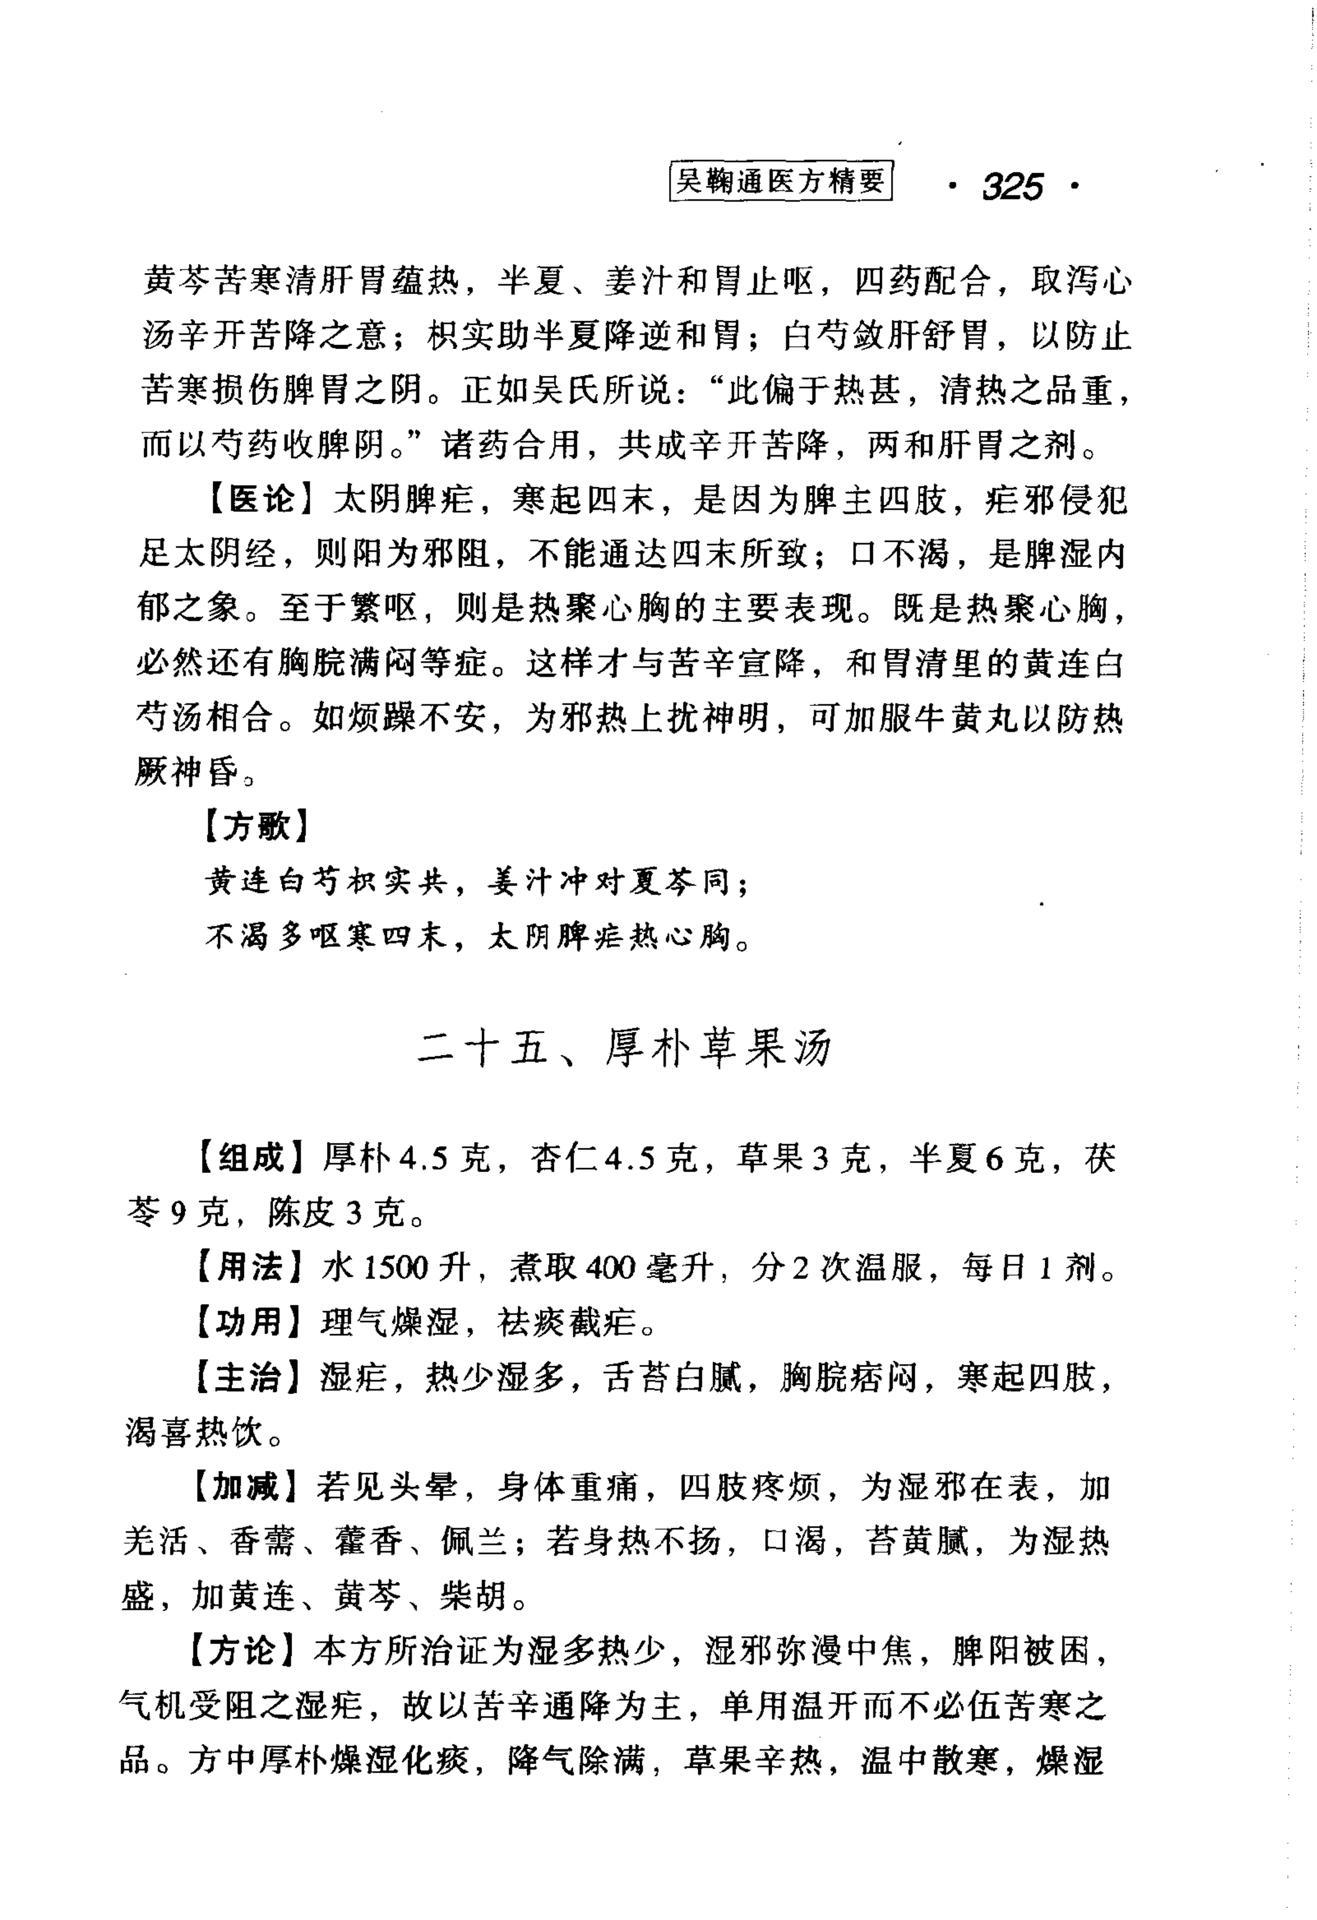 吴鞠通医方精要 · 325 ·
黄芩苦寒清肝胃蕴热，半夏、姜汁和胃止呕，四药配合，取泻心
汤辛开苦降之意；枳实助半夏降逆和胃；白芍敛肝舒胃，以防止
苦寒损伤脾胃之阴。正如吴氏所说：“此偏于热甚，清热之品重，
而以芍药收脾阴。”诸药合用，共成辛开苦降，两和肝胃之剂。
【医论】太阴脾疟，寒起四末，是因为脾主四肢，疟邪侵犯
足太阴经，则阳为邪阻，不能通达四末所致；口不渴，是脾湿内
郁之象。至于繁呕，则是热聚心胸的主要表现。既是热聚心胸，
必然还有胸脘满闷等症。这样才与苦辛宣降，和胃清里的黄连白
芍汤相合。如烦躁不安，为邪热上扰神明，可加服牛黄丸以防热
厥神昏。
【方歌】
黄连白芍枳实共，姜汁冲对夏芩同；
不渴多呕寒四末，太阴脾疟热心胸。
二十五、厚朴草果汤
【组成】厚朴4.5克，杏仁4.5克，草果3克，半夏6克，茯
苓9克，陈皮3克。
【用法】水1500升，煮取400毫升，分2次温服，每日1剂。
【功用】理气燥湿，祛痰截疟。
【主治】湿疟，热少湿多，舌苔白腻，胸脘痞闷，寒起四肢，
渴喜热饮。
【加减】若见头晕，身体重痛，四肢疼烦，为湿邪在表，加
羌活、香薷、藿香、佩兰；若身热不扬，口渴，苔黄腻，为湿热
盛，加黄连、黄芩、柴胡。
【方论】本方所治证为湿多热少，湿邪弥漫中焦，脾阳被困，
气机受阻之湿疟，故以苦辛通降为主，单用温开而不必伍苦寒之
品。方中厚朴燥湿化痰，降气除满，草果辛热，温中散寒，燥湿